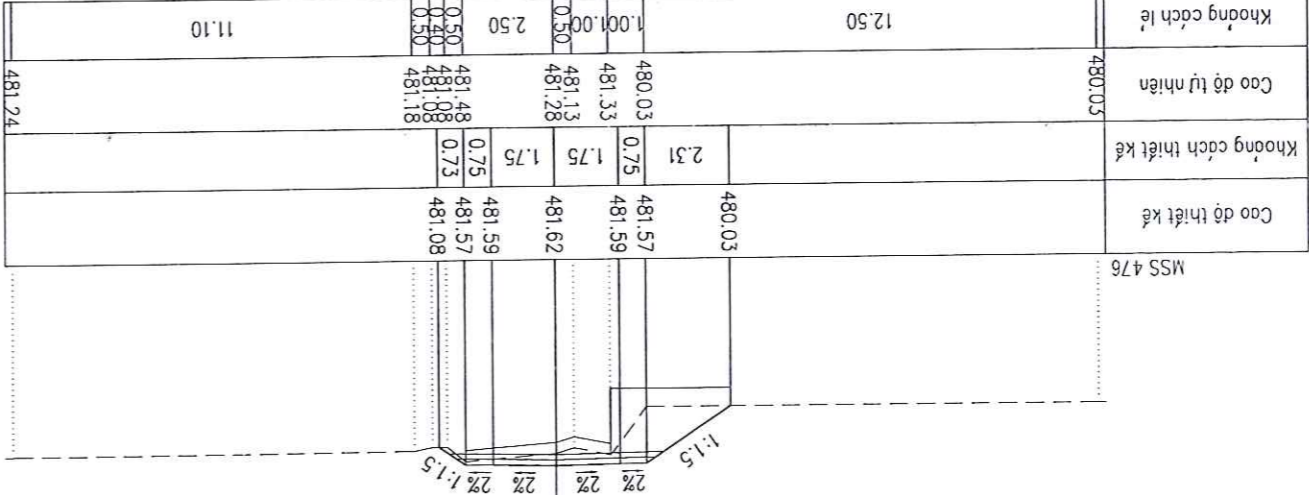 2% 2% 2% 2%
1:1.5 1:1.5
MSS 476
Cao độ thiết kế 480.03 481.57 481.59 481.62 481.59 481.57 481.08
Khoảng cách thiết kế 2.31 0.75 1.75 1.75 0.75 0.73
Cao độ tự nhiên 480.03 480.03 481.33 481.13 481.28 481.48 481.08 481.08 481.18 481.24
Khoảng cách lẻ 12.50 1.00 1.00 0.50 2.50 0.50 0.40 0.50 11.10